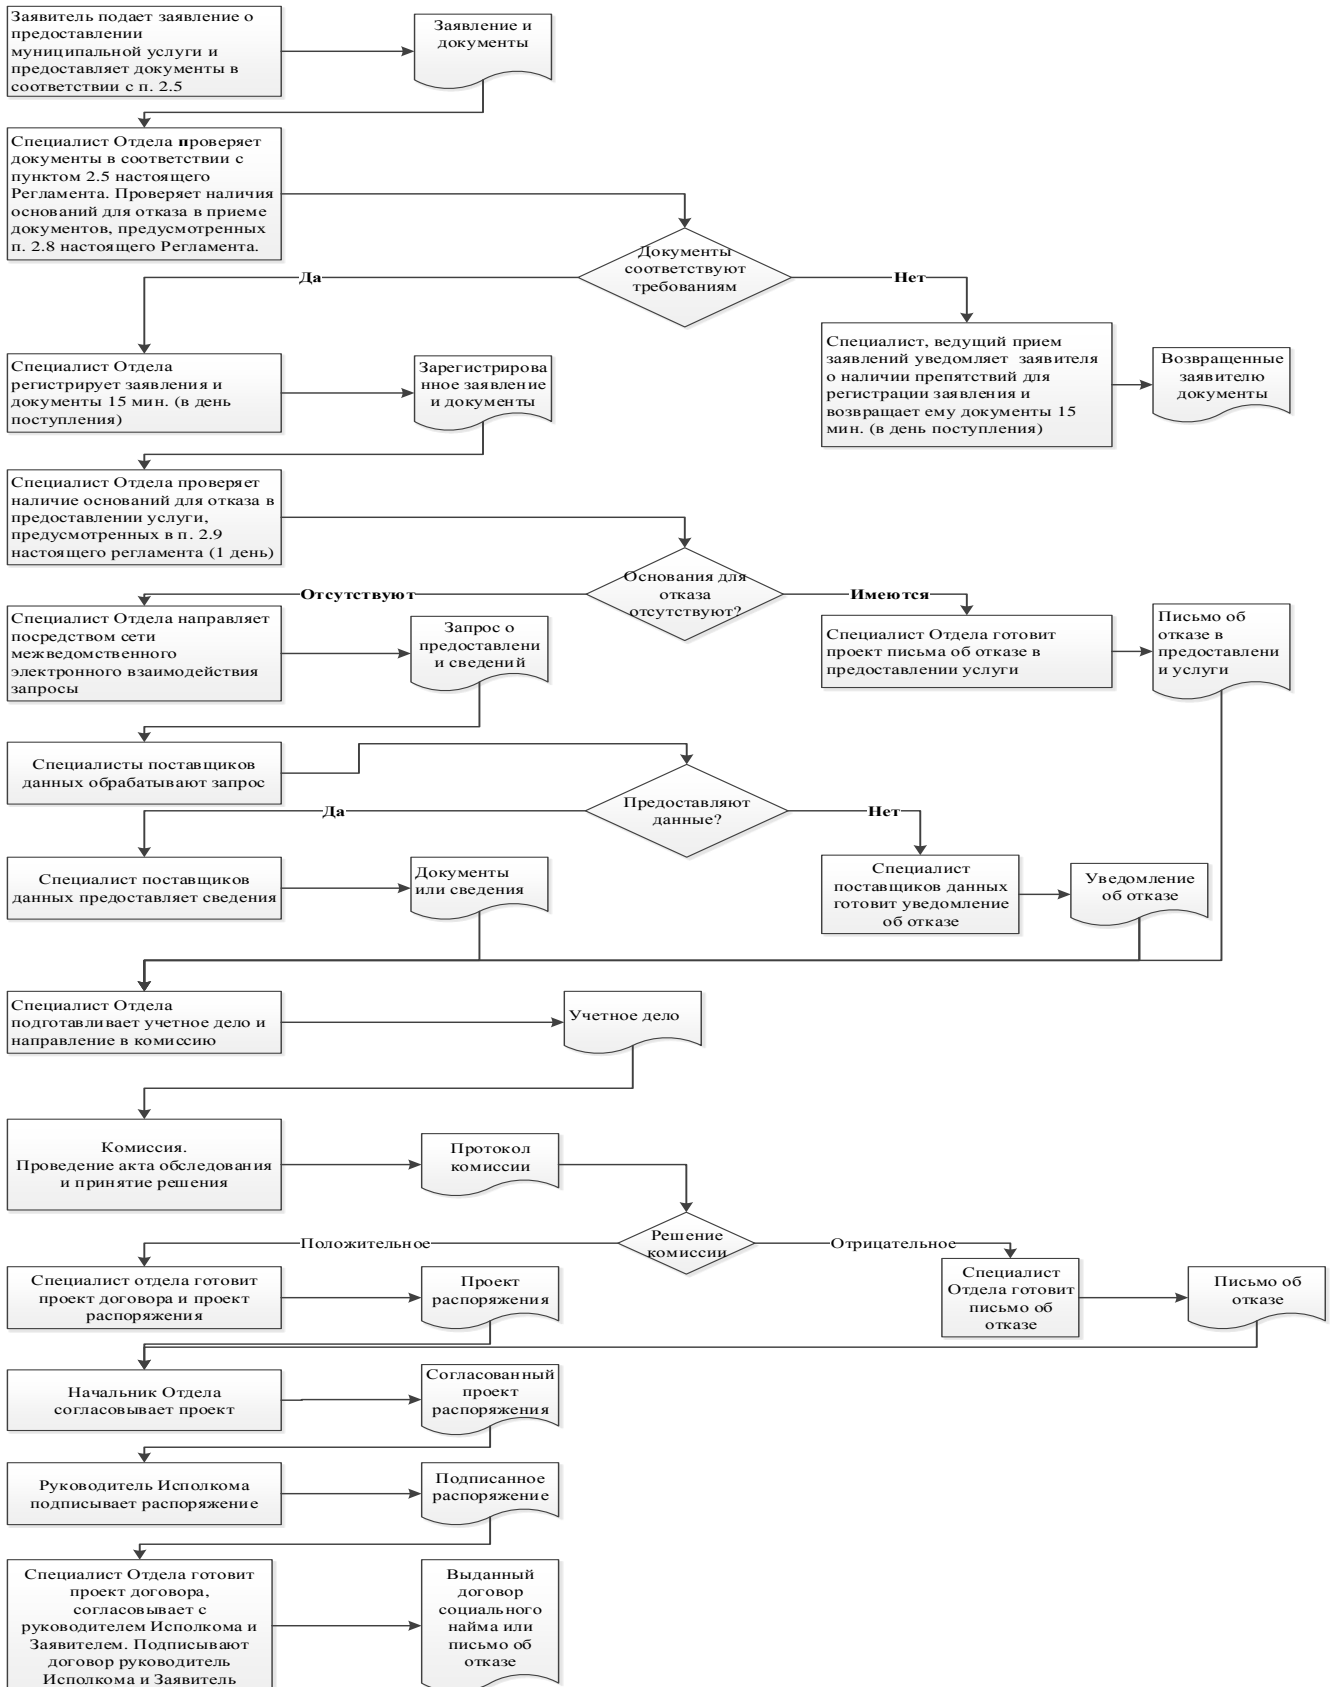 Заявитель подает заявление о
предоставлении
муниципальной услуги и
предоставляет документы в
соответствии с п. 2.5
Заявление и
документы
Специалист Отдела проверяет
документы в соответствии с
пунктом 2.5 настоящего
Регламента. Проверяет наличия
оснований для отказа в приеме
документов, предусмотренных
п. 2.8 настоящего Регламента.
Документы
соответствуют
требованиям
Да
Нет
Специалист Отдела
регистрирует заявления и
документы 15 мин. (в день
поступления)
Зарегистрирова
нное заявление
и документы
Специалист, ведущий прием
заявлений уведомляет заявителя
о наличии препятствий для
регистрации заявления и
возвращает ему документы 15
мин. (в день поступления)
Возвращенные
заявителю
документы
Специалист Отдела проверяет
наличие оснований для отказа в
предоставлении услуги,
предусмотренных в п. 2.9
настоящего регламента (1 день)
Основания для
отказа
отсутствуют?
Отсутствуют
Имеются
Специалист Отдела направляет
посредством сети
межведомственного
электронного взаимодействия
запросы
Запрос о
предоставлени
и сведений
Специалист Отдела готовит
проект письма об отказе в
предоставлении услуги
Письмо об
отказе в
предоставлени
и услуги
Специалисты поставщиков
данных обрабатывают запрос
Предоставляют
данные?
Да
Нет
Специалист поставщиков
данных предоставляет сведения
Документы
или сведения
Специалист
поставщиков данных
готовит уведомление
об отказе
Уведомление
об отказе
Специалист Отдела
подготавливает учетное дело и
направление в комиссию
Учетное дело
Комиссия.
Проведение акта обследования
и принятие решения
Протокол
комиссии
Решение
комиссии
Положительное
Отрицательное
Специалист отдела готовит
проект договора и проект
распоряжения
Проект
распоряжения
Специалист
Отдела готовит
письмо об
отказе
Письмо об
отказе
Начальник Отдела
согласовывает проект
Согласованный
проект
распоряжения
Руководитель Исполкома
подписывает распоряжение
Подписанное
распоряжение
Специалист Отдела готовит
проект договора,
согласовывает с
руководителем Исполкома и
Заявителем. Подписывают
договор руководитель
Исполкома и Заявитель
Выданный
договор
социального
найма или
письмо об
отказе